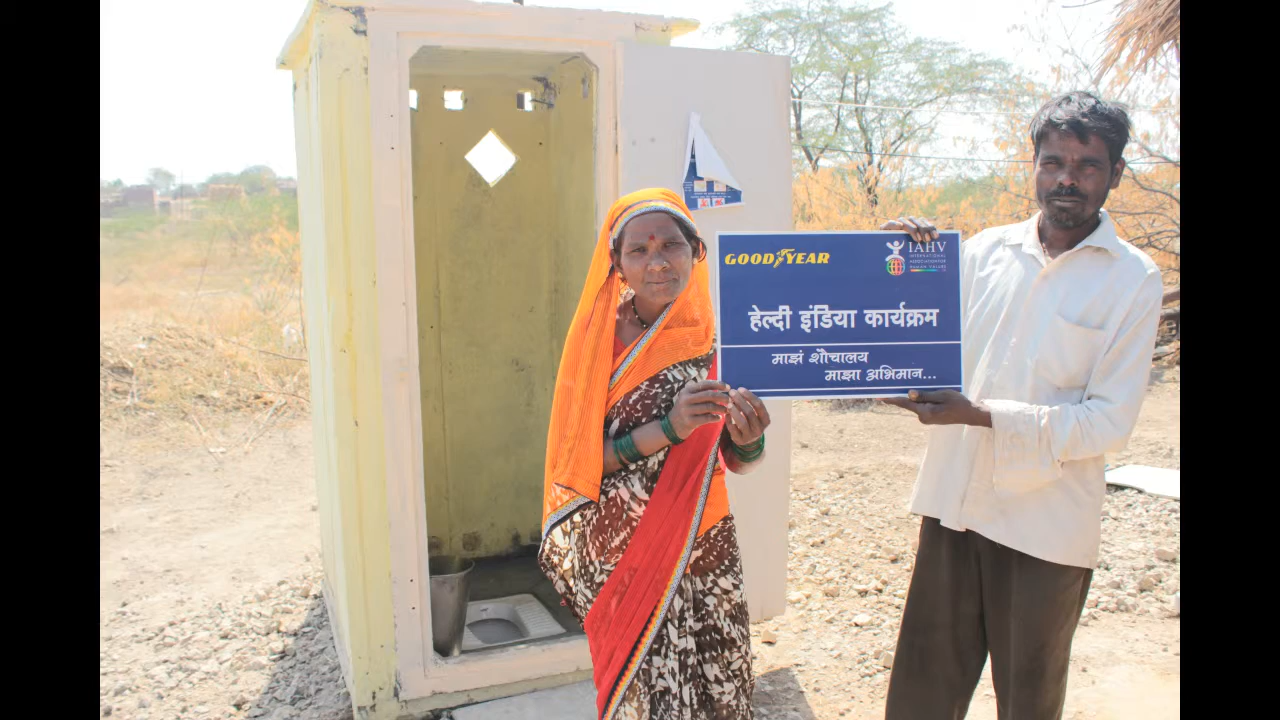 GOODYEAR
IAHV
INTERNATIONAL
ASSOCIATION FOR
HUMAN VALUES
हेल्दी इंडिया कार्यक्रम
माझं शौचालय
माझा अभिमान...